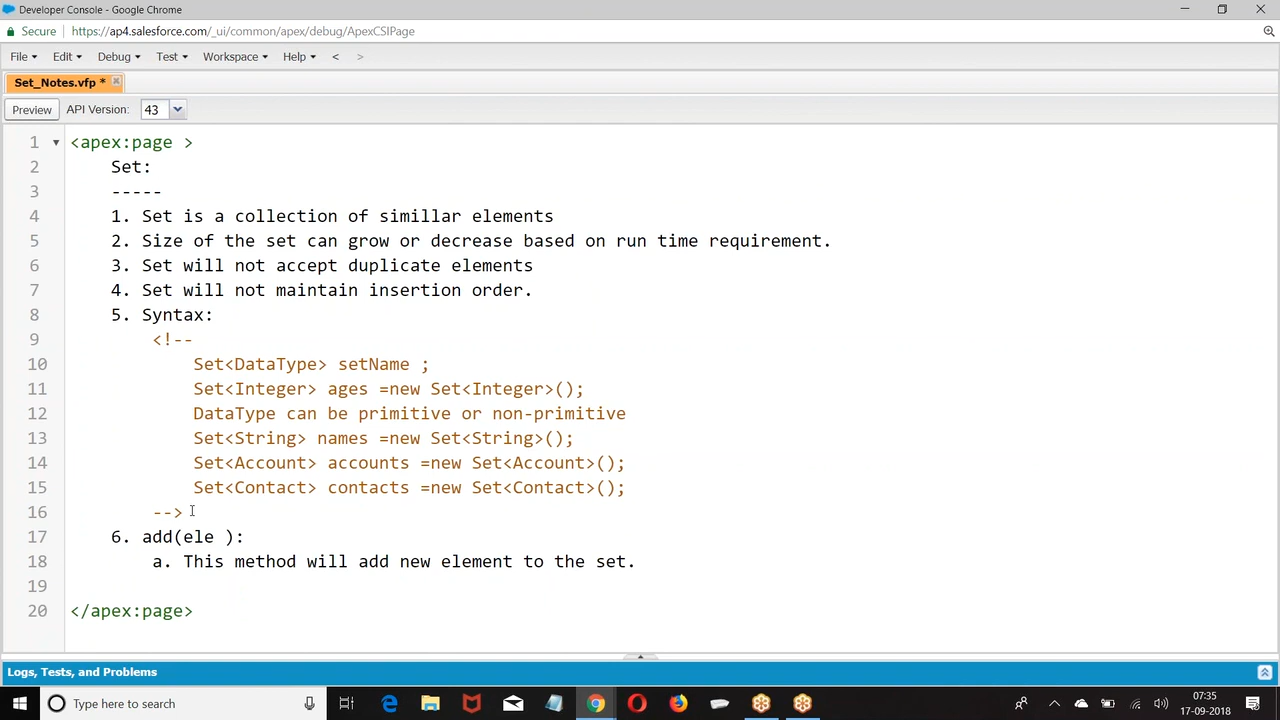 Developer Console - Google Chrome
Secure https://ap4.salesforce.com/_ui/common/apex/debug/ApexCSIPage
File Edit Debug Test Workspace Help < >
Set_Notes.vfp *
Preview API Version: 43
1 <apex:page >
2 Set:
3 -----
4 1. Set is a collection of simillar elements
5 2. Size of the set can grow or decrease based on run time requirement.
6 3. Set will not accept duplicate elements
7 4. Set will not maintain insertion order.
8 5. Syntax:
9 <!--
10 Set<DataType> setName ;
11 Set<Integer> ages =new Set<Integer>();
12 DataType can be primitive or non-primitive
13 Set<String> names =new Set<String>();
14 Set<Account> accounts =new Set<Account>();
15 Set<Contact> contacts =new Set<Contact>();
16 -->
17 6. add(ele ):
18 a. This method will add new element to the set.
19
20 </apex:page>
Logs, Tests, and Problems
Type here to search
07:35
17-09-2018